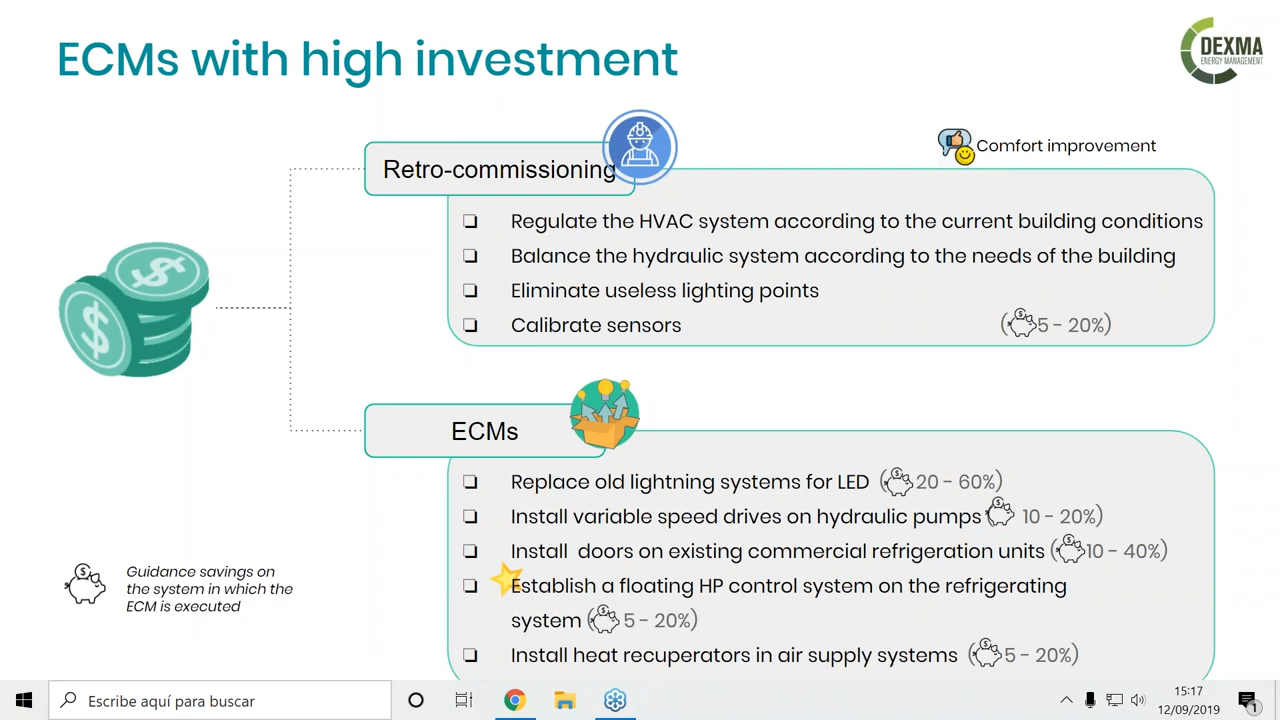 ECMs with high investment
DEXMA
ENERGY MANAGEMENT
Comfort improvement
Retro-commissioning
❏ Regulate the HVAC system according to the current building conditions
❏ Balance the hydraulic system according to the needs of the building
❏ Eliminate useless lighting points
❏ Calibrate sensors (5 - 20%)
ECMs
❏ Replace old lightning systems for LED (20 - 60%)
❏ Install variable speed drives on hydraulic pumps 10 - 20%)
❏ Install doors on existing commercial refrigeration units (10 - 40%)
❏ Establish a floating HP control system on the refrigerating
system (5 - 20%)
❏ Install heat recuperators in air supply systems (5 - 20%)
Guidance savings on
the system in which the
ECM is executed
Escribe aquí para buscar
15:17
12/09/2019
1